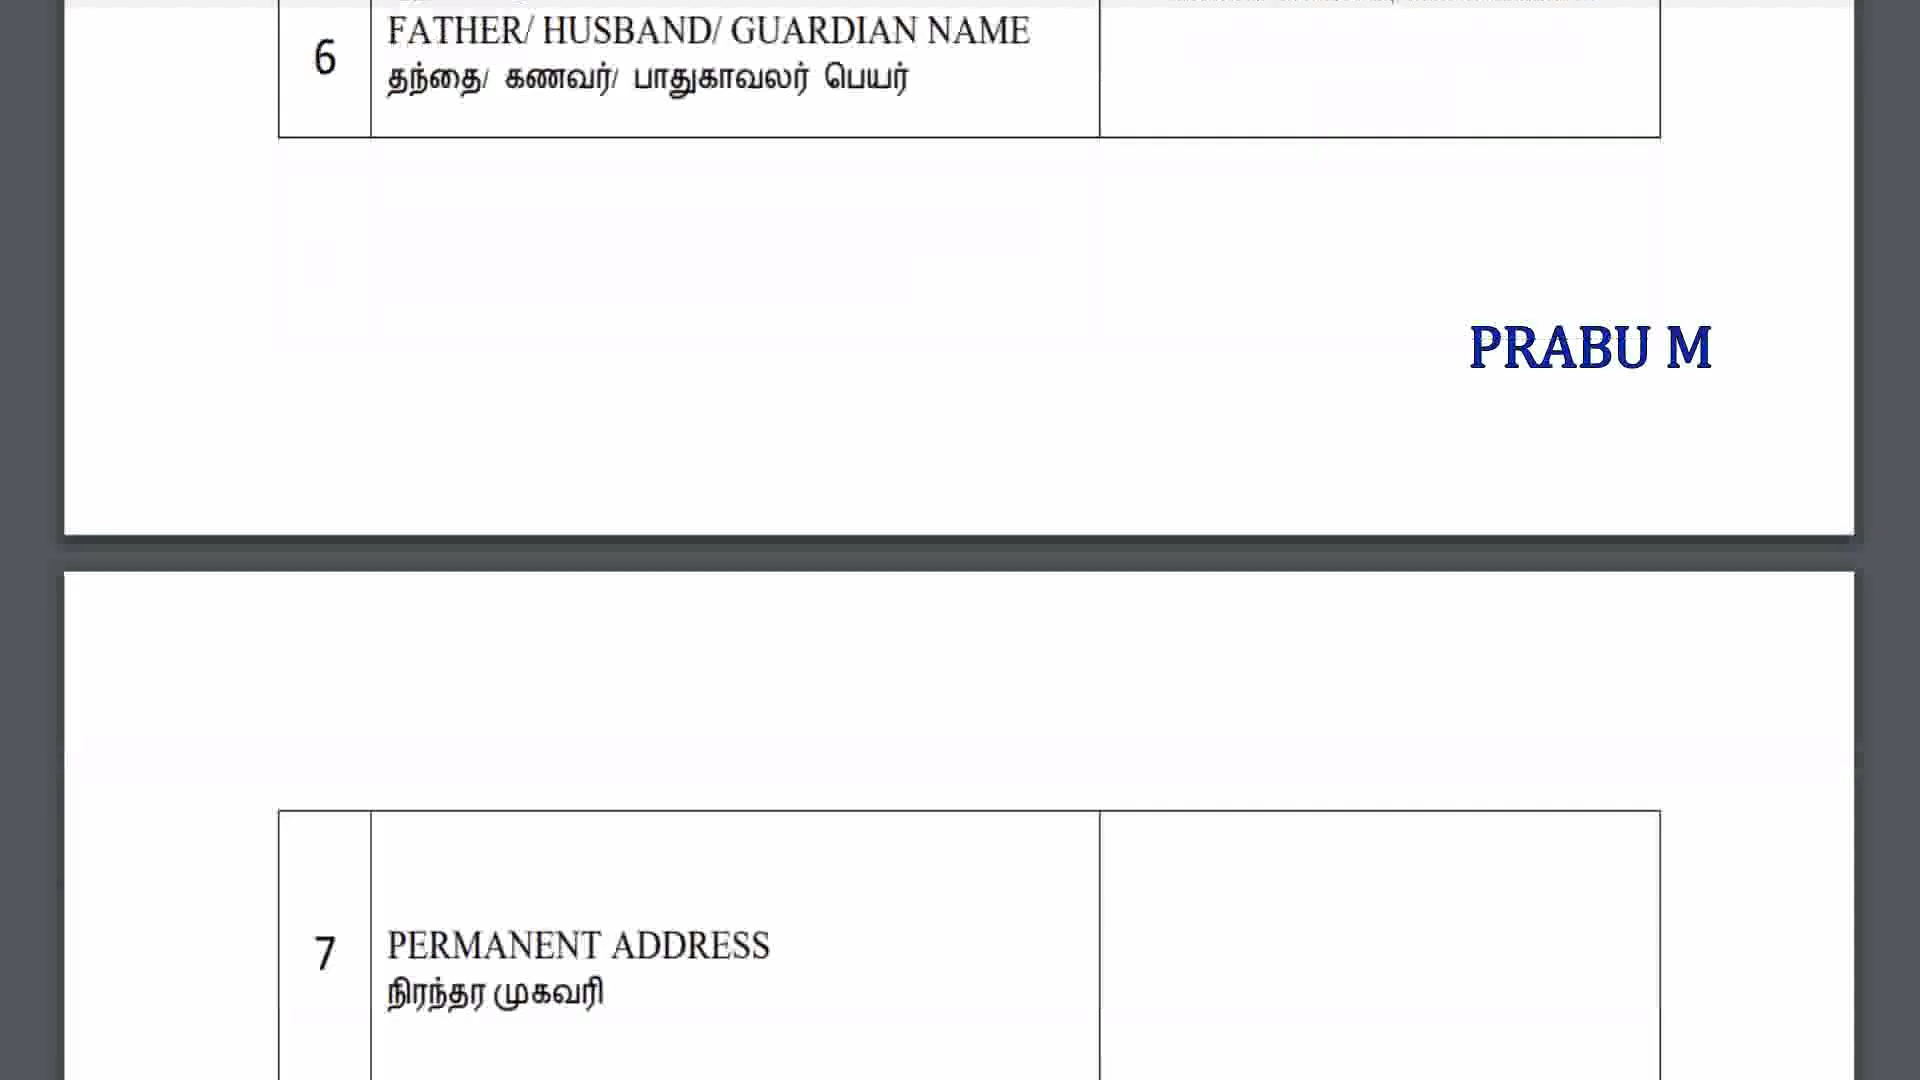 6
FATHER/ HUSBAND/ GUARDIAN NAME
தந்தை/ கணவர்/ பாதுகாவலர் பெயர்
PRABU M
7
PERMANENT ADDRESS
நிரந்தர முகவரி